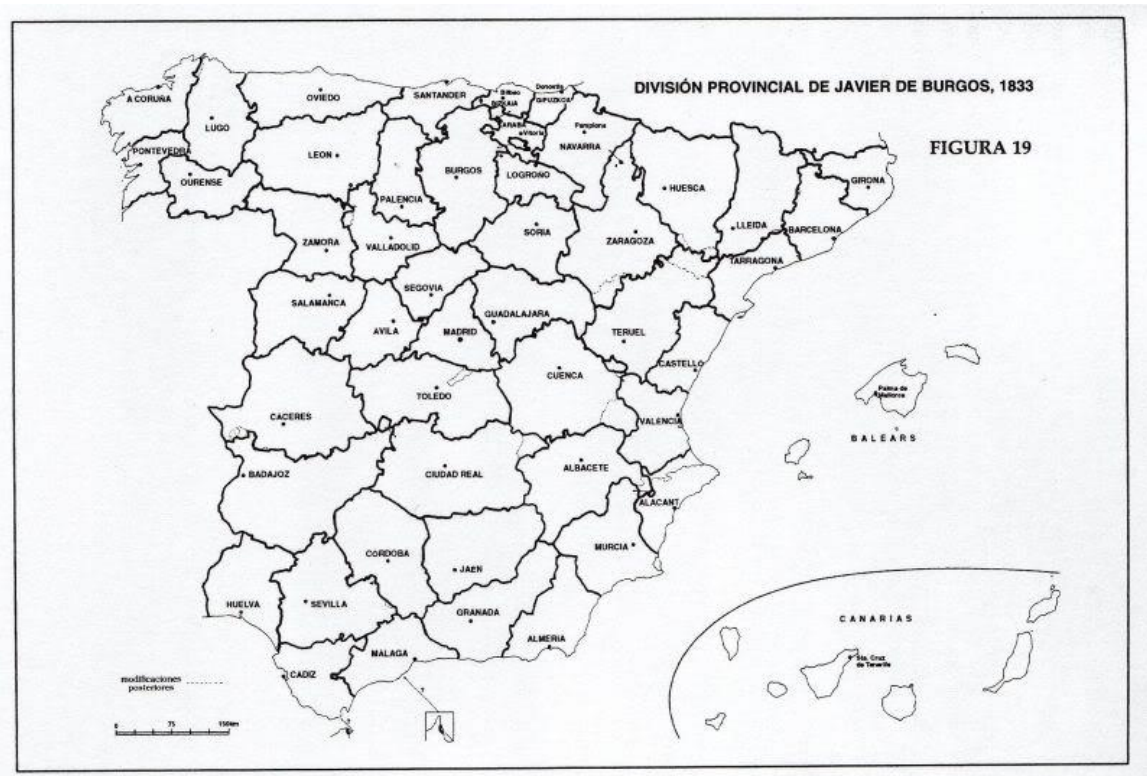 DIVISIÓN PROVINCIAL DE JAVIER DE BURGOS, 1833
FIGURA 19
A CORUÑA
LUGO
OVIEDO
SANTANDER
Bilbao
BIZKAIA
Donostia
GIPUZKOA
ARABA
Vitoria
Pamplona
NAVARRA
PONTEVEDRA
OURENSE
LEON
PALENCIA
BURGOS
LOGROÑO
HUESCA
LLEIDA
GIRONA
BARCELONA
TARRAGONA
ZAMORA
VALLADOLID
SORIA
ZARAGOZA
SALAMANCA
SEGOVIA
AVILA
MADRID
GUADALAJARA
TERUEL
CASTELLO
CACERES
TOLEDO
CUENCA
VALENCIA
Palma de
Mallorca
BALEARS
BADAJOZ
CIUDAD REAL
ALBACETE
ALACANT
CORDOBA
JAEN
MURCIA
HUELVA
SEVILLA
GRANADA
ALMERIA
MALAGA
CADIZ
CANARIAS
Sta. Cruz
de Tenerife
modificaciones
posteriores
0 75 150km